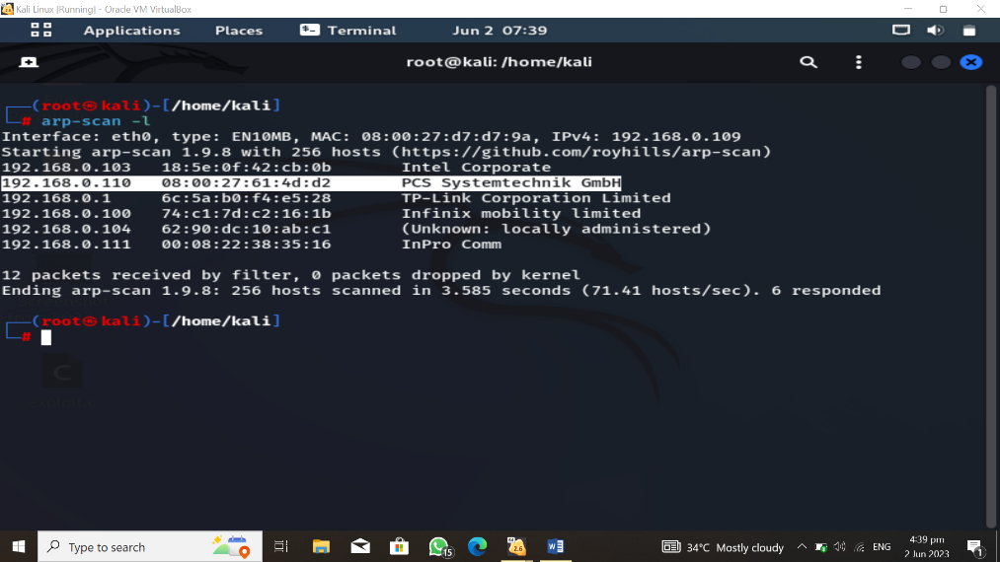 Kali Linux [Running] - Oracle VM VirtualBox
Applications Places Terminal Jun 2 07:39
root@kali: /home/kali
(root㉿kali)-[/home/kali]
# arp-scan -l
Interface: eth0, type: EN10MB, MAC: 08:00:27:d7:d7:9a, IPv4: 192.168.0.109
Starting arp-scan 1.9.8 with 256 hosts (https://github.com/royhills/arp-scan)
192.168.0.103 18:5e:0f:42:cb:0b Intel Corporate
192.168.0.110 08:00:27:61:4d:d2 PCS Systemtechnik GmbH
192.168.0.1 6c:5a:b0:f4:e5:28 TP-Link Corporation Limited
192.168.0.100 74:c1:7d:c2:16:1b Infinix mobility limited
192.168.0.104 62:90:dc:10:ab:c1 (Unknown: locally administered)
192.168.0.111 00:08:22:38:35:16 InPro Comm
12 packets received by filter, 0 packets dropped by kernel
Ending arp-scan 1.9.8: 256 hosts scanned in 3.585 seconds (71.41 hosts/sec). 6 responded
(root㉿kali)-[/home/kali]
#
Type to search
15
2.6
34°C Mostly cloudy
ENG
4:39 pm
2 Jun 2023
1